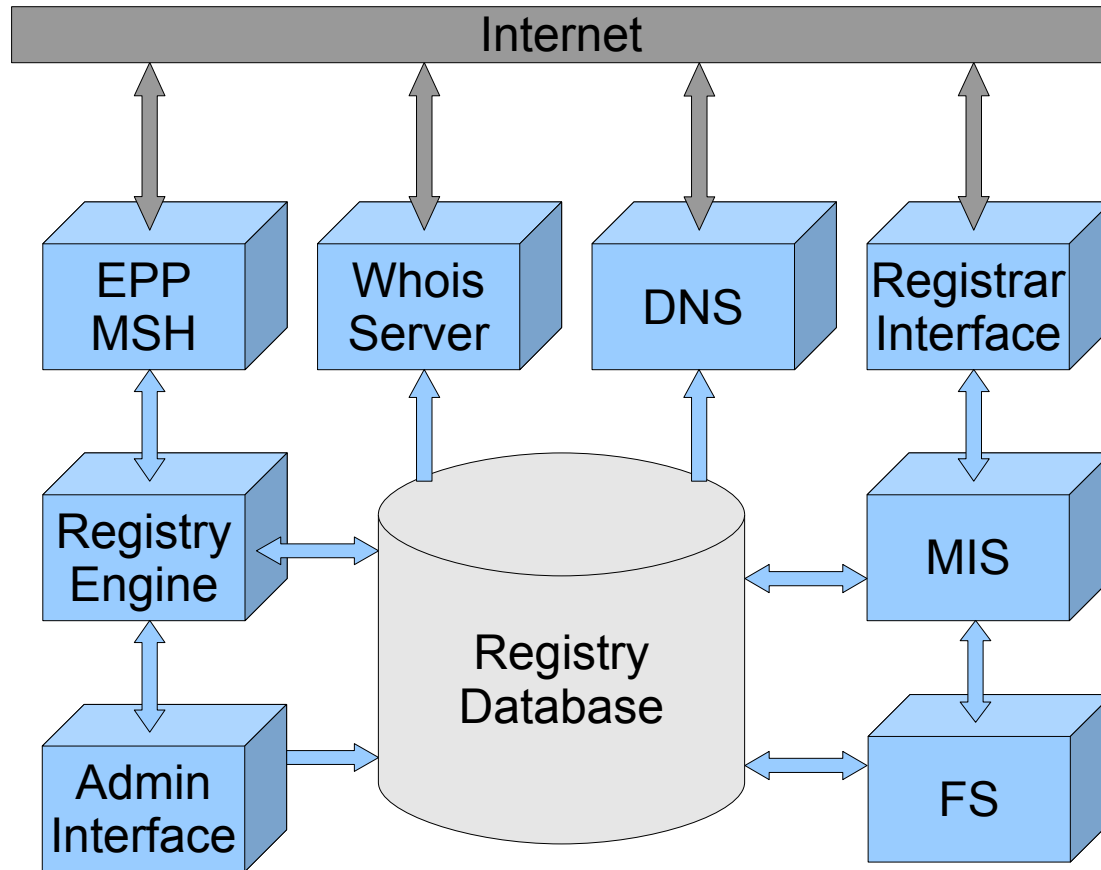 Internet
EPP
MSH
Whois
Server
DNS
Registrar
Interface
Registry
Engine
MIS
Registry
Database
Admin
Interface
FS